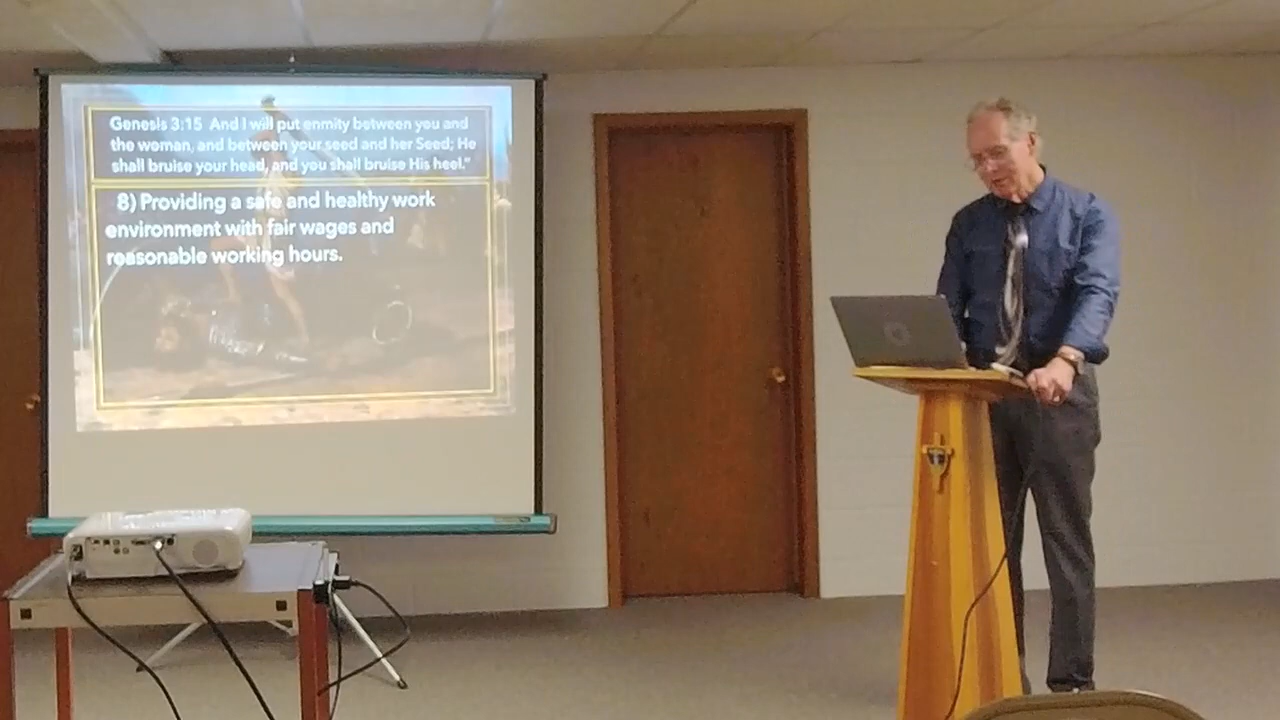 Genesis 3:15 And I will put enmity between you and
the woman, and between your seed and her Seed; He
shall bruise your head, and you shall bruise His heel."
8) Providing a safe and healthy work
environment with fair wages and
reasonable working hours.